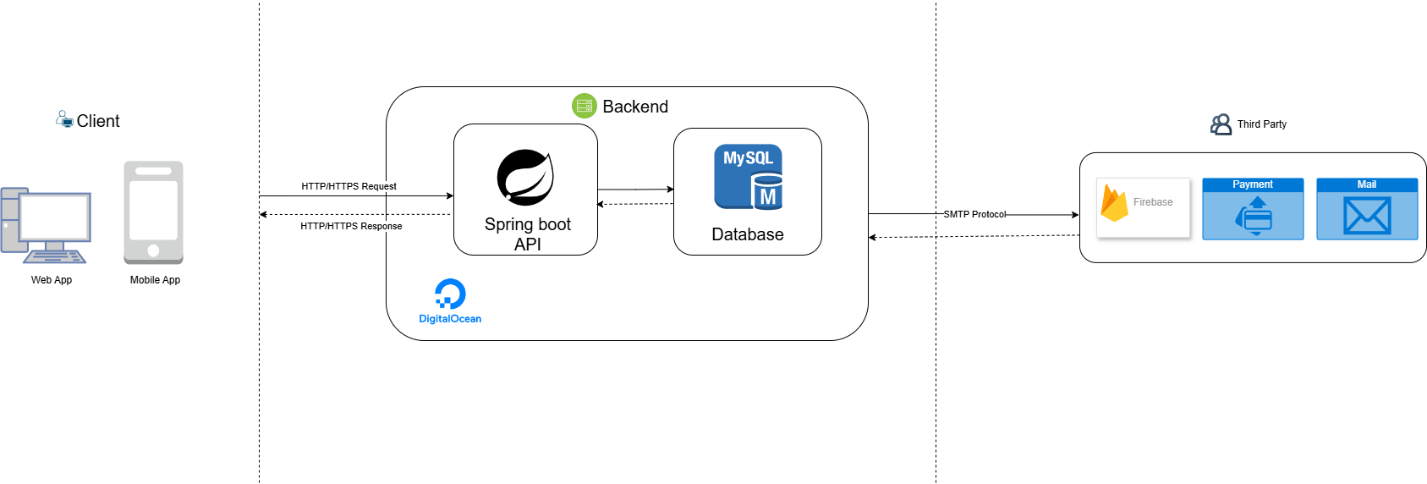 Client
Web App
Mobile App
HTTP/HTTPS Request
HTTP/HTTPS Response
Backend
Spring boot
API
MySQL
M
Database
DigitalOcean
SMTP Protocol
Third Party
Firebase
Payment
Mail